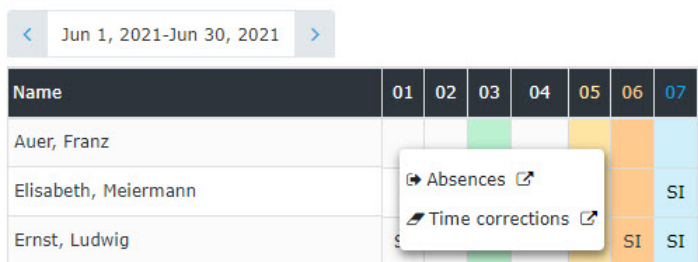 Jun 1, 2021-Jun 30, 2021
Name 01 02 03 04 05 06 07
Auer, Franz
Absences
Elisabeth, Meiermann SI
Time corrections
Ernst, Ludwig SI SI